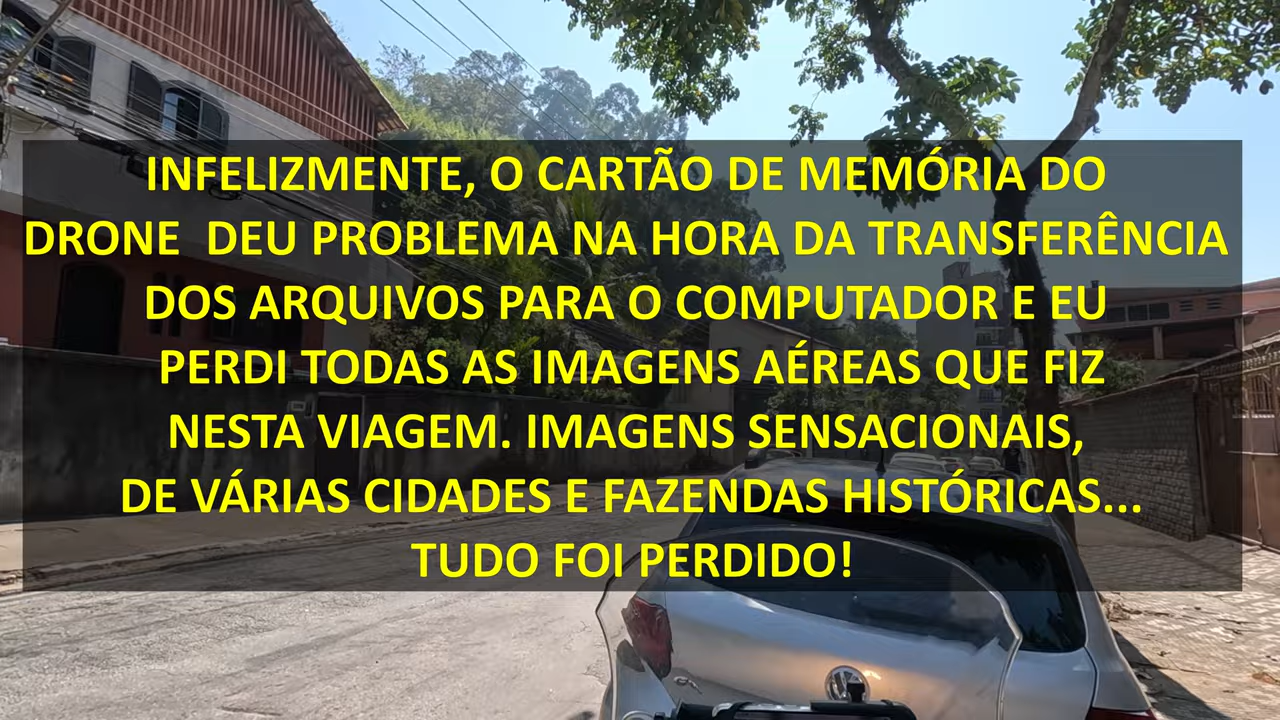 INFELIZMENTE, O CARTÃO DE MEMÓRIA DO
DRONE DEU PROBLEMA NA HORA DA TRANSFERÊNCIA
DOS ARQUIVOS PARA O COMPUTADOR E EU
PERDI TODAS AS IMAGENS AÉREAS QUE FIZ
NESTA VIAGEM. IMAGENS SENSACIONAIS,
DE VÁRIAS CIDADES E FAZENDAS HISTÓRICAS...
TUDO FOI PERDIDO!